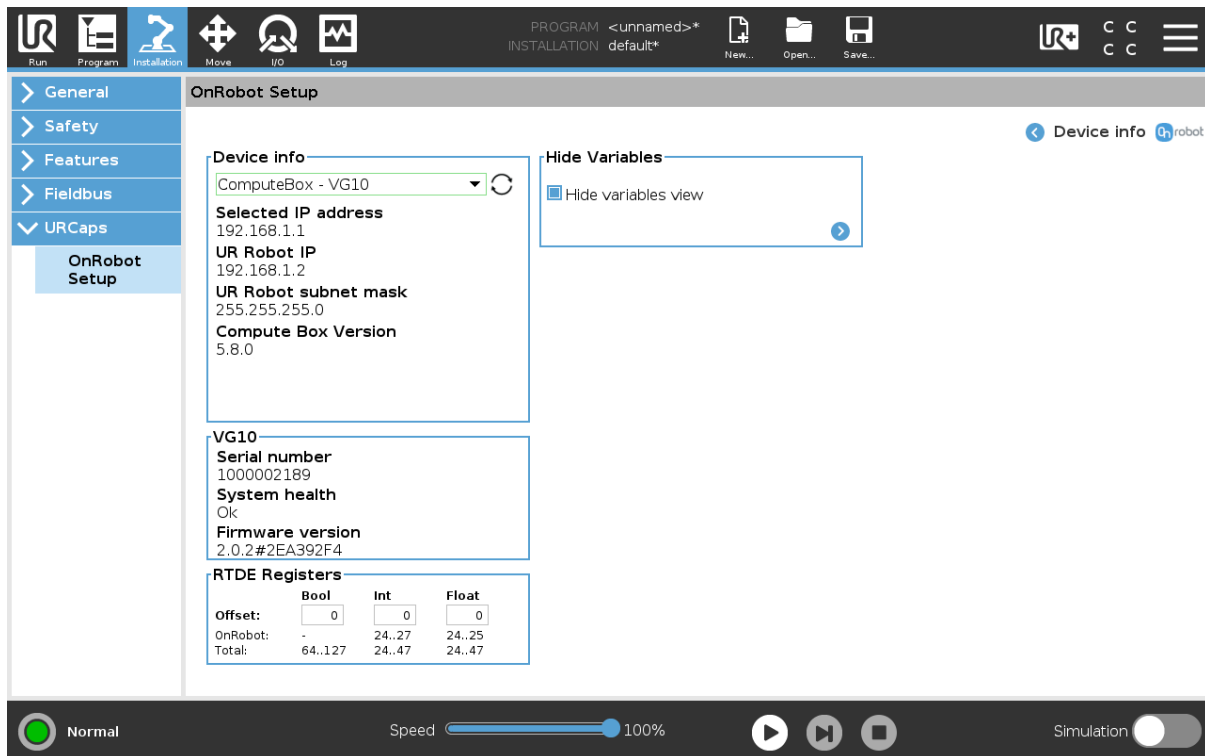 PROGRAM <unnamed>*
INSTALLATION default*
UR
UR+
C C
C C
Run
Program
Installation
Move
I/O
Log
New...
Open...
Save...
General
Safety
Features
Fieldbus
URCaps
OnRobot
Setup
OnRobot Setup
Device info
On robot
Device info
ComputeBox - VG10
Selected IP address
192.168.1.1
UR Robot IP
192.168.1.2
UR Robot subnet mask
255.255.255.0
Compute Box Version
5.8.0
Hide Variables
Hide variables view
VG10
Serial number
1000002189
System health
Ok
Firmware version
2.0.2#2EA392F4
RTDE Registers
Bool Int Float
Offset: 0 0 0
OnRobot: - 24..27 24..25
Total: 64..127 24..47 24..47
Normal
Speed 100%
Simulation